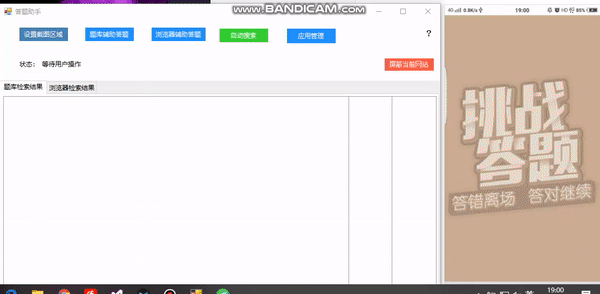 答题助手
www.BANDICAM.com
设置截图区域 题库辅助答题 浏览器辅助答题 自动搜索 应用管理 ?
状态: 等待用户操作 屏蔽当前网站
题库检索结果 浏览器检索结果
4G 0.8K/s 19:00 HD 85%
挑战
答题
答错离场 答对继续
19:00